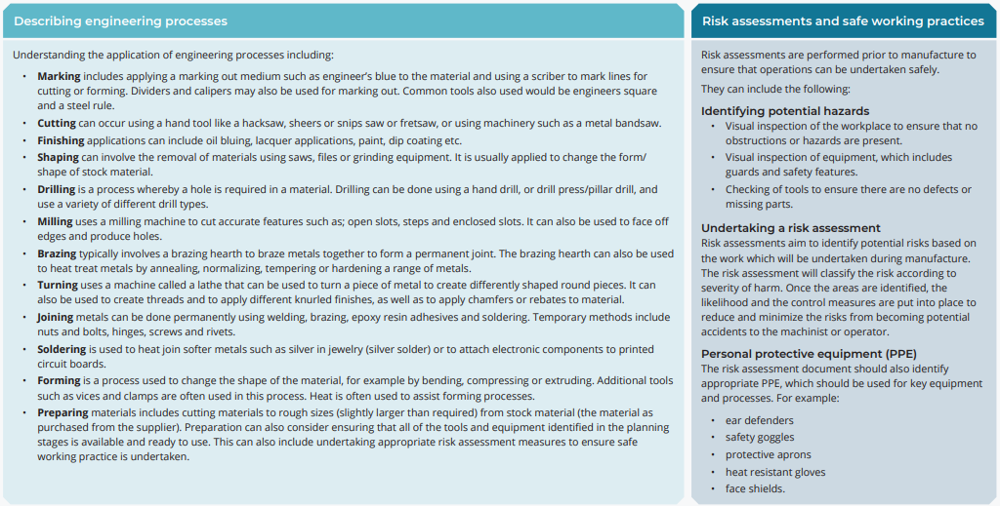 Describing engineering processes
Understanding the application of engineering processes including:
• Marking includes applying a marking out medium such as engineer's blue to the material and using a scriber to mark lines for
cutting or forming. Dividers and calipers may also be used for marking out. Common tools also used would be engineers square
and a steel rule.
• Cutting can occur using a hand tool like a hacksaw, sheers or snips saw or fretsaw, or using machinery such as a metal bandsaw.
• Finishing applications can include oil bluing, lacquer applications, paint, dip coating etc.
• Shaping can involve the removal of materials using saws, files or grinding equipment. It is usually applied to change the form/
shape of stock material.
• Drilling is a process whereby a hole is required in a material. Drilling can be done using a hand drill, or drill press/pillar drill, and
use a variety of different drill types.
• Milling uses a milling machine to cut accurate features such as; open slots, steps and enclosed slots. It can also be used to face off
edges and produce holes.
• Brazing typically involves a brazing hearth to braze metals together to form a permanent joint. The brazing hearth can also be used
to heat treat metals by annealing, normalizing, tempering or hardening a range of metals.
• Turning uses a machine called a lathe that can be used to turn a piece of metal to create differently shaped round pieces. It can
also be used to create threads and to apply different knurled finishes, as well as to apply chamfers or rebates to material.
• Joining metals can be done permanently using welding, brazing, epoxy resin adhesives and soldering. Temporary methods include
nuts and bolts, hinges, screws and rivets.
• Soldering is used to heat join softer metals such as silver in jewelry (silver solder) or to attach electronic components to printed
circuit boards.
• Forming is a process used to change the shape of the material, for example by bending, compressing or extruding. Additional tools
such as vices and clamps are often used in this process. Heat is often used to assist forming processes.
• Preparing materials includes cutting materials to rough sizes (slightly larger than required) from stock material (the material as
purchased from the supplier). Preparation can also consider ensuring that all of the tools and equipment identified in the planning
stages is available and ready to use. This can also include undertaking appropriate risk assessment measures to ensure safe
working practice is undertaken.
Risk assessments and safe working practices
Risk assessments are performed prior to manufacture to
ensure that operations can be undertaken safely.
They can include the following:
Identifying potential hazards
• Visual inspection of the workplace to ensure that no
obstructions or hazards are present.
• Visual inspection of equipment, which includes
guards and safety features.
• Checking of tools to ensure there are no defects or
missing parts.
Undertaking a risk assessment
Risk assessments aim to identify potential risks based on
the work which will be undertaken during manufacture.
The risk assessment will classify the risk according to
severity of harm. Once the areas are identified, the
likelihood and the control measures are put into place to
reduce and minimize the risks from becoming potential
accidents to the machinist or operator.
Personal protective equipment (PPE)
The risk assessment document should also identify
appropriate PPE, which should be used for key equipment
and processes. For example:
• ear defenders
• safety goggles
• protective aprons
• heat resistant gloves
• face shields.